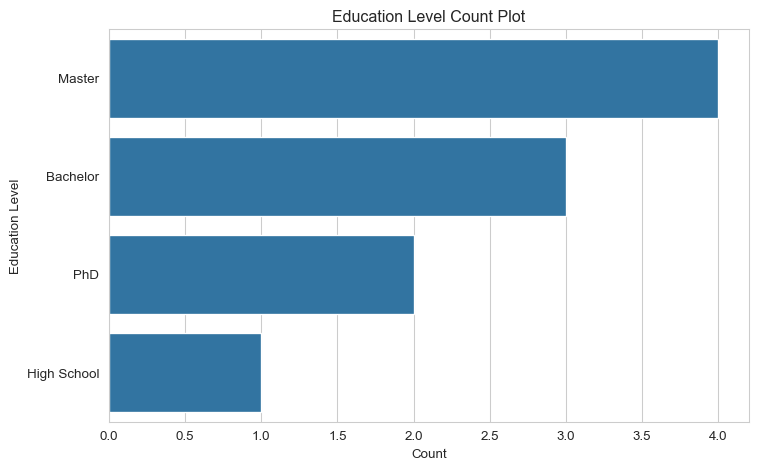 Education Level Count Plot
Master
Bachelor
PhD
High School
Education Level
0.0 0.5 1.0 1.5 2.0 2.5 3.0 3.5 4.0
Count